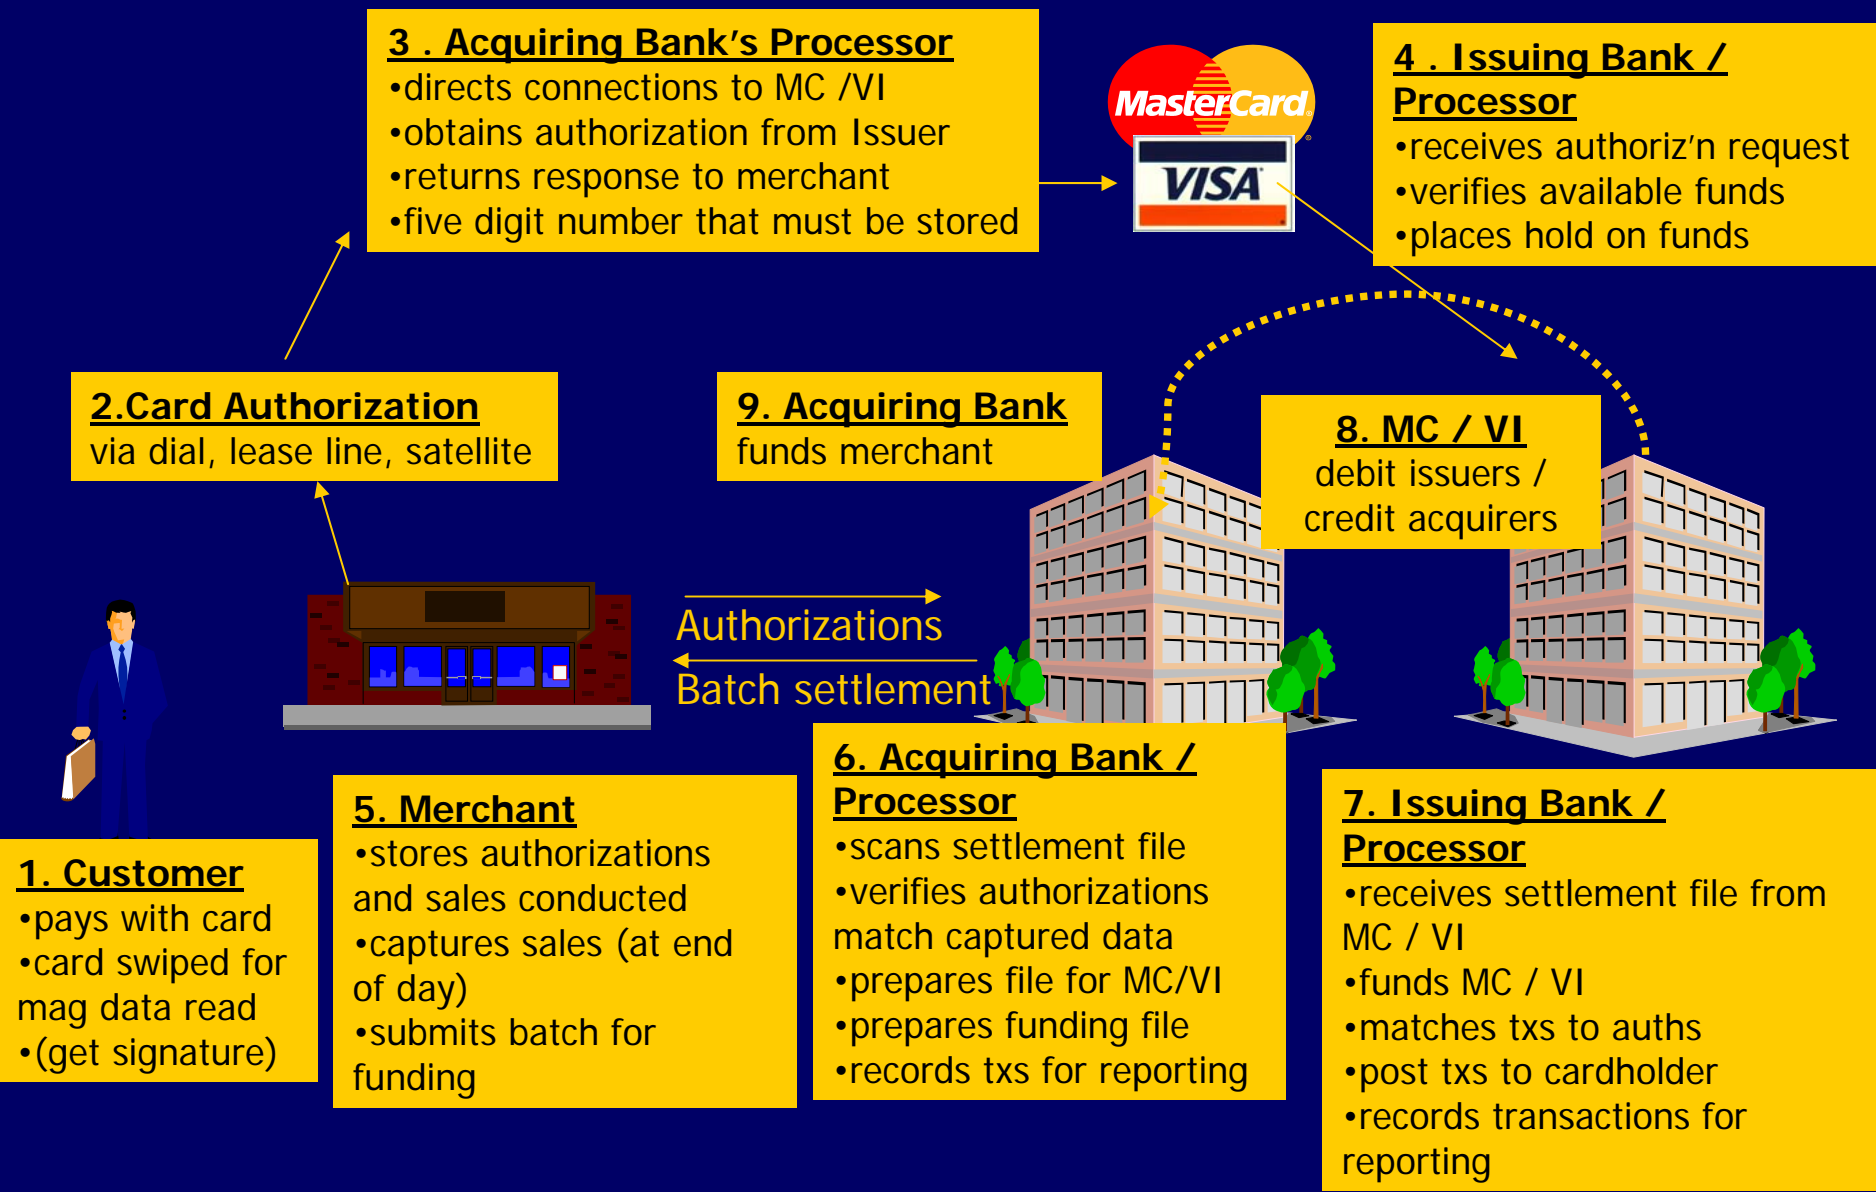 3 . Acquiring Bank's Processor
•directs connections to MC /VI
•obtains authorization from Issuer
•returns response to merchant
•five digit number that must be stored
MasterCard
VISA
4 . Issuing Bank /
Processor
•receives authoriz'n request
•verifies available funds
•places hold on funds
2.Card Authorization
via dial, lease line, satellite
9. Acquiring Bank
funds merchant
8. MC / VI
debit issuers /
credit acquirers
Authorizations
Batch settlement
1. Customer
•pays with card
•card swiped for
mag data read
•(get signature)
5. Merchant
•stores authorizations
and sales conducted
•captures sales (at end
of day)
•submits batch for
funding
6. Acquiring Bank /
Processor
•scans settlement file
•verifies authorizations
match captured data
•prepares file for MC/VI
•prepares funding file
•records txs for reporting
7. Issuing Bank /
Processor
•receives settlement file from
MC / VI
•funds MC / VI
•matches txs to auths
•post txs to cardholder
•records transactions for
reporting